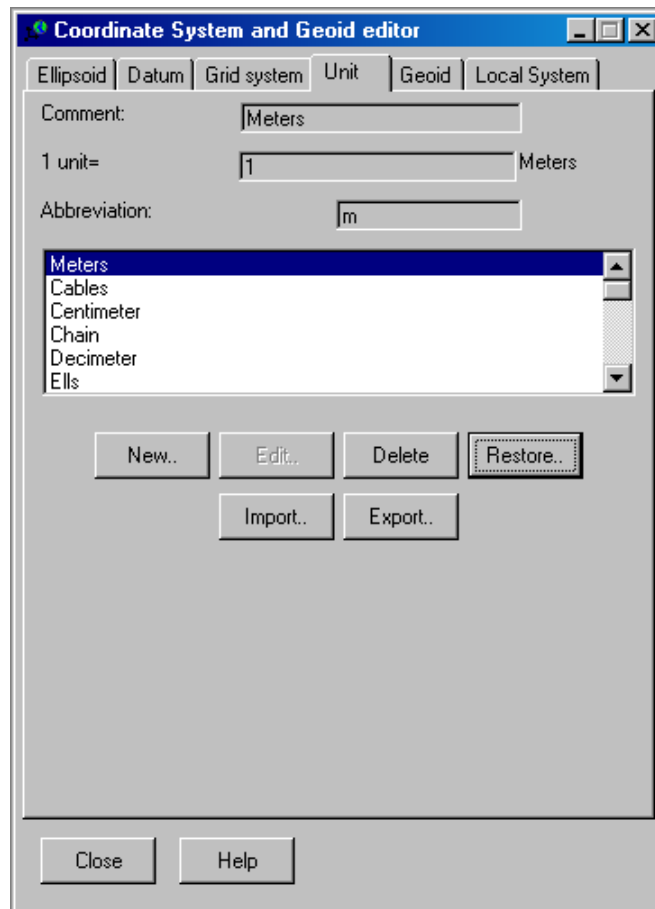 Coordinate System and Geoid editor
Ellipsoid Datum Grid system Unit Geoid Local System
Comment: Meters
1 unit= 1 Meters
Abbreviation: m
Meters
Cables
Centimeter
Chain
Decimeter
Ells
New.. Edit.. Delete Restore..
Import.. Export..
Close Help